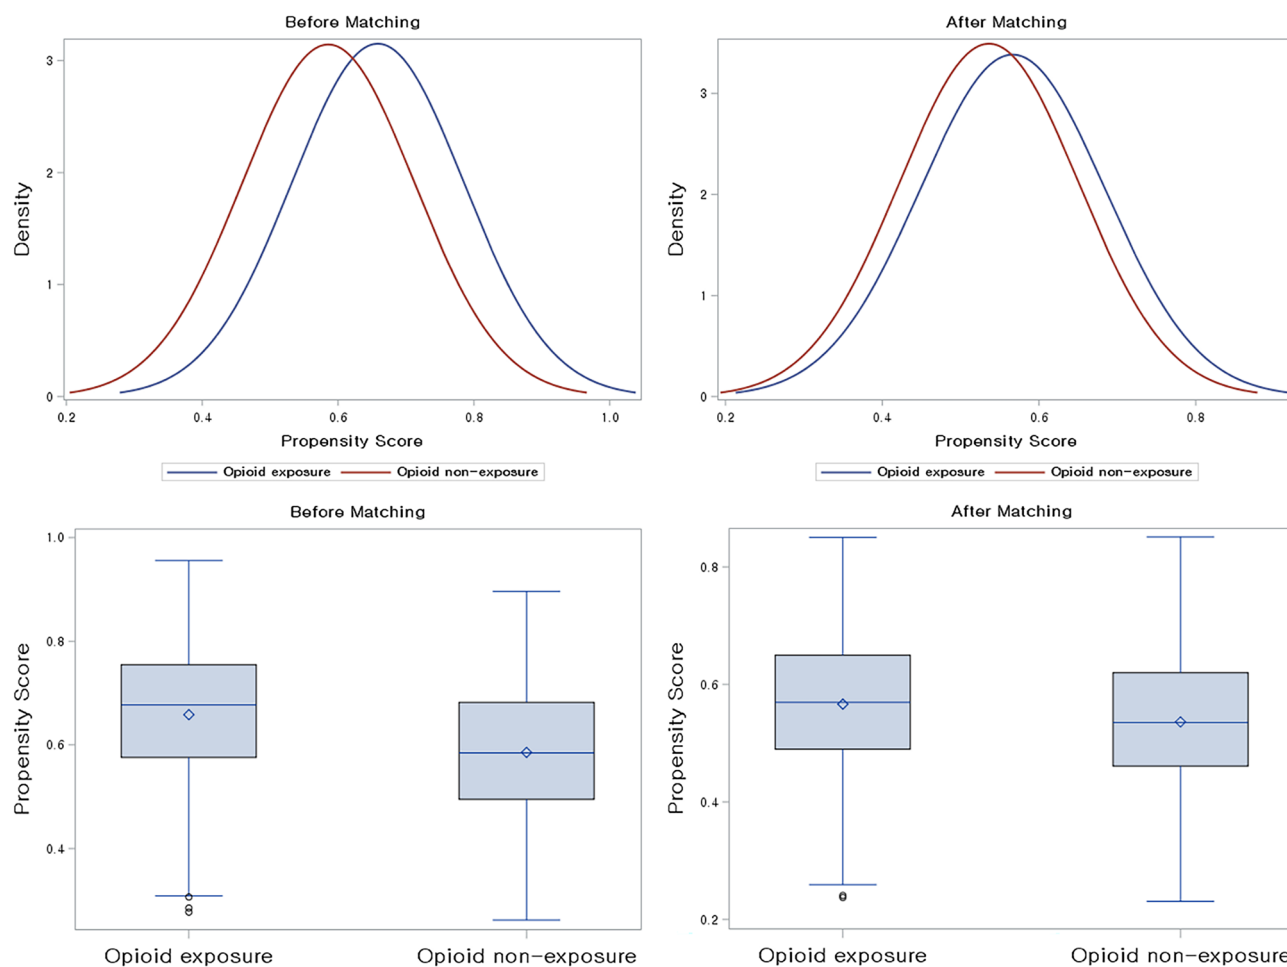 Before Matching
After Matching
3
2
1
0
Density
0.2 0.4 0.6 0.8 1.0
Propensity Score
Opioid exposure Opioid non-exposure
3
2
1
0
Density
0.2 0.4 0.6 0.8
Propensity Score
Opioid exposure Opioid non-exposure
Before Matching
After Matching
1.0
0.8
0.6
0.4
Propensity Score
Opioid exposure Opioid non-exposure
0.8
0.6
0.4
0.2
Propensity Score
Opioid exposure Opioid non-exposure